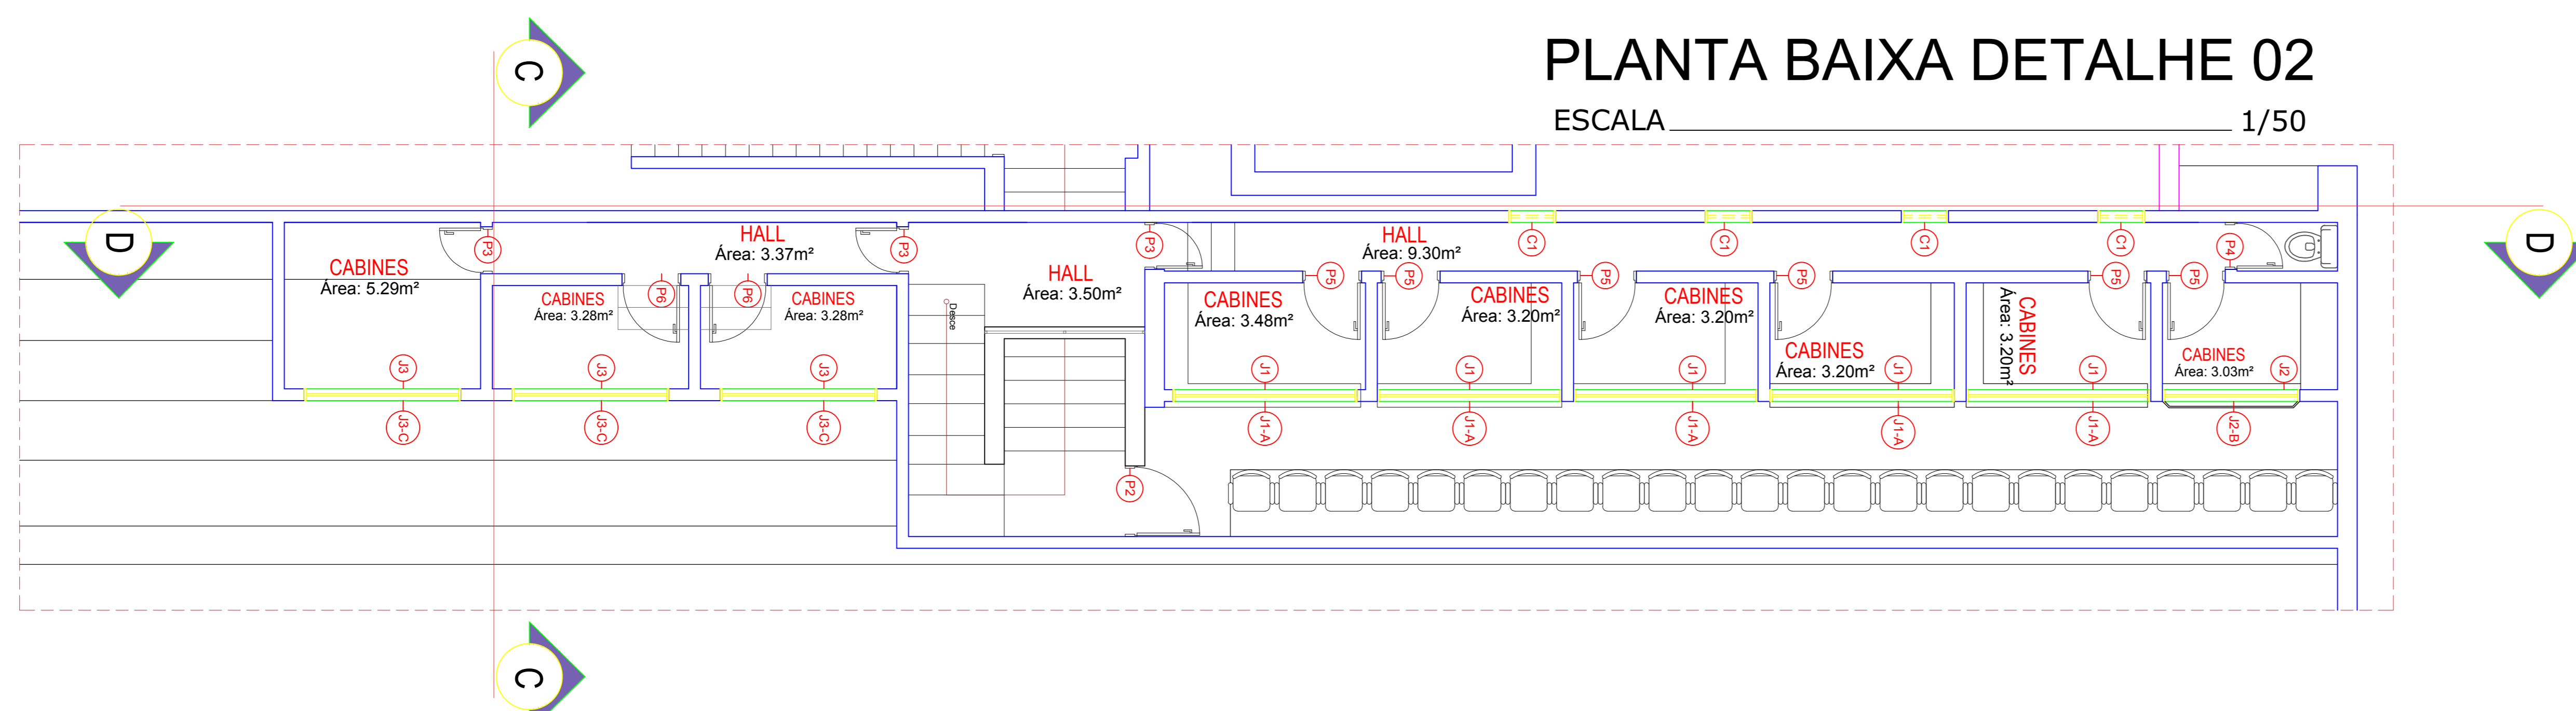 PLANTA BAIXA DETALHE 02
ESCALA 1/50
C
D
D
C
CABINES
Área: 5.29m²
P3
HALL
Área: 3.37m²
P3
CABINES
Área: 3.28m²
P6
P6
CABINES
Área: 3.28m²
HALL
Área: 3.50m²
Desce
P3
HALL
Área: 9.30m²
C1
C1
C1
C1
P4
P5
P5
P5
P5
P5
P5
CABINES
Área: 3.48m²
CABINES
Área: 3.20m²
CABINES
Área: 3.20m²
CABINES
Área: 3.20m²
CABINES
Área: 3.20m²
CABINES
Área: 3.03m²
J3
J3
J3
J1
J1
J1
J1
J1
J2
J3-C
J3-C
J3-C
J1-A
J1-A
J1-A
J1-A
J1-A
J2-B
P2